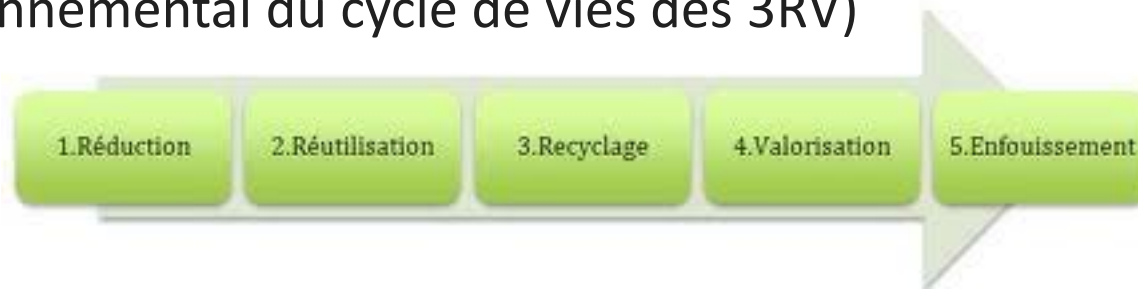 nnemental du cycle de vies des 3RV)
1.Réduction
2.Réutilisation
3.Recyclage
4.Valorisation
5.Enfouissement